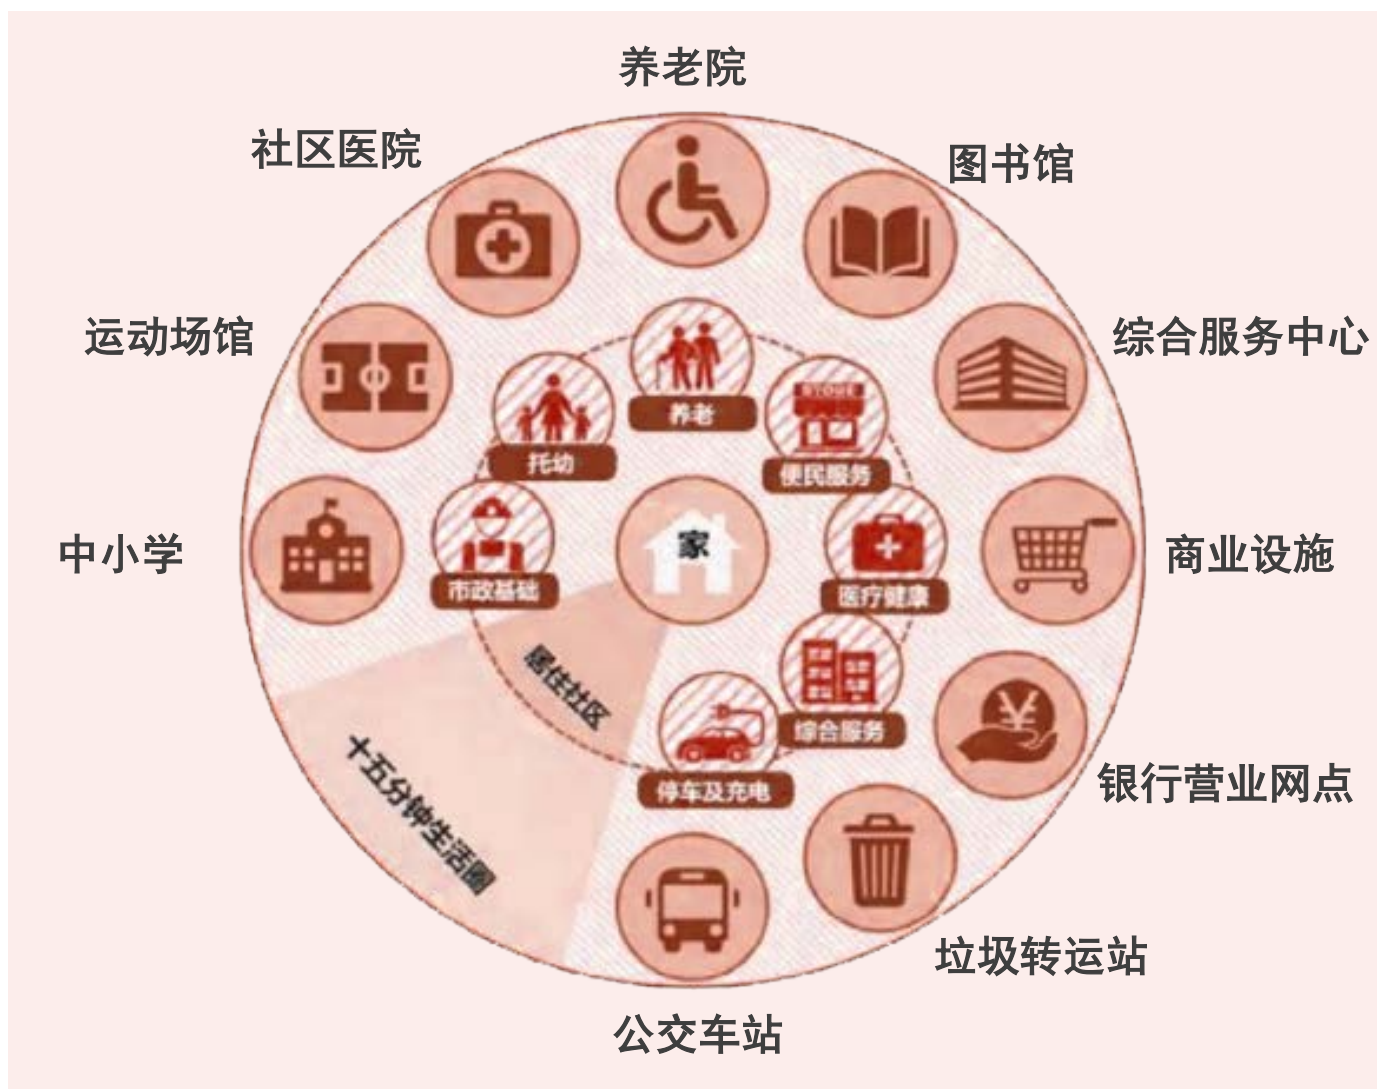 养老院
社区医院
图书馆
运动场馆
综合服务中心
养老
STORE
托幼
便民服务
家
中小学
商业设施
市政基础
医疗健康
居住社区
综合服务
十五分钟生活圈
停车及充电
银行营业网点
垃圾转运站
公交车站